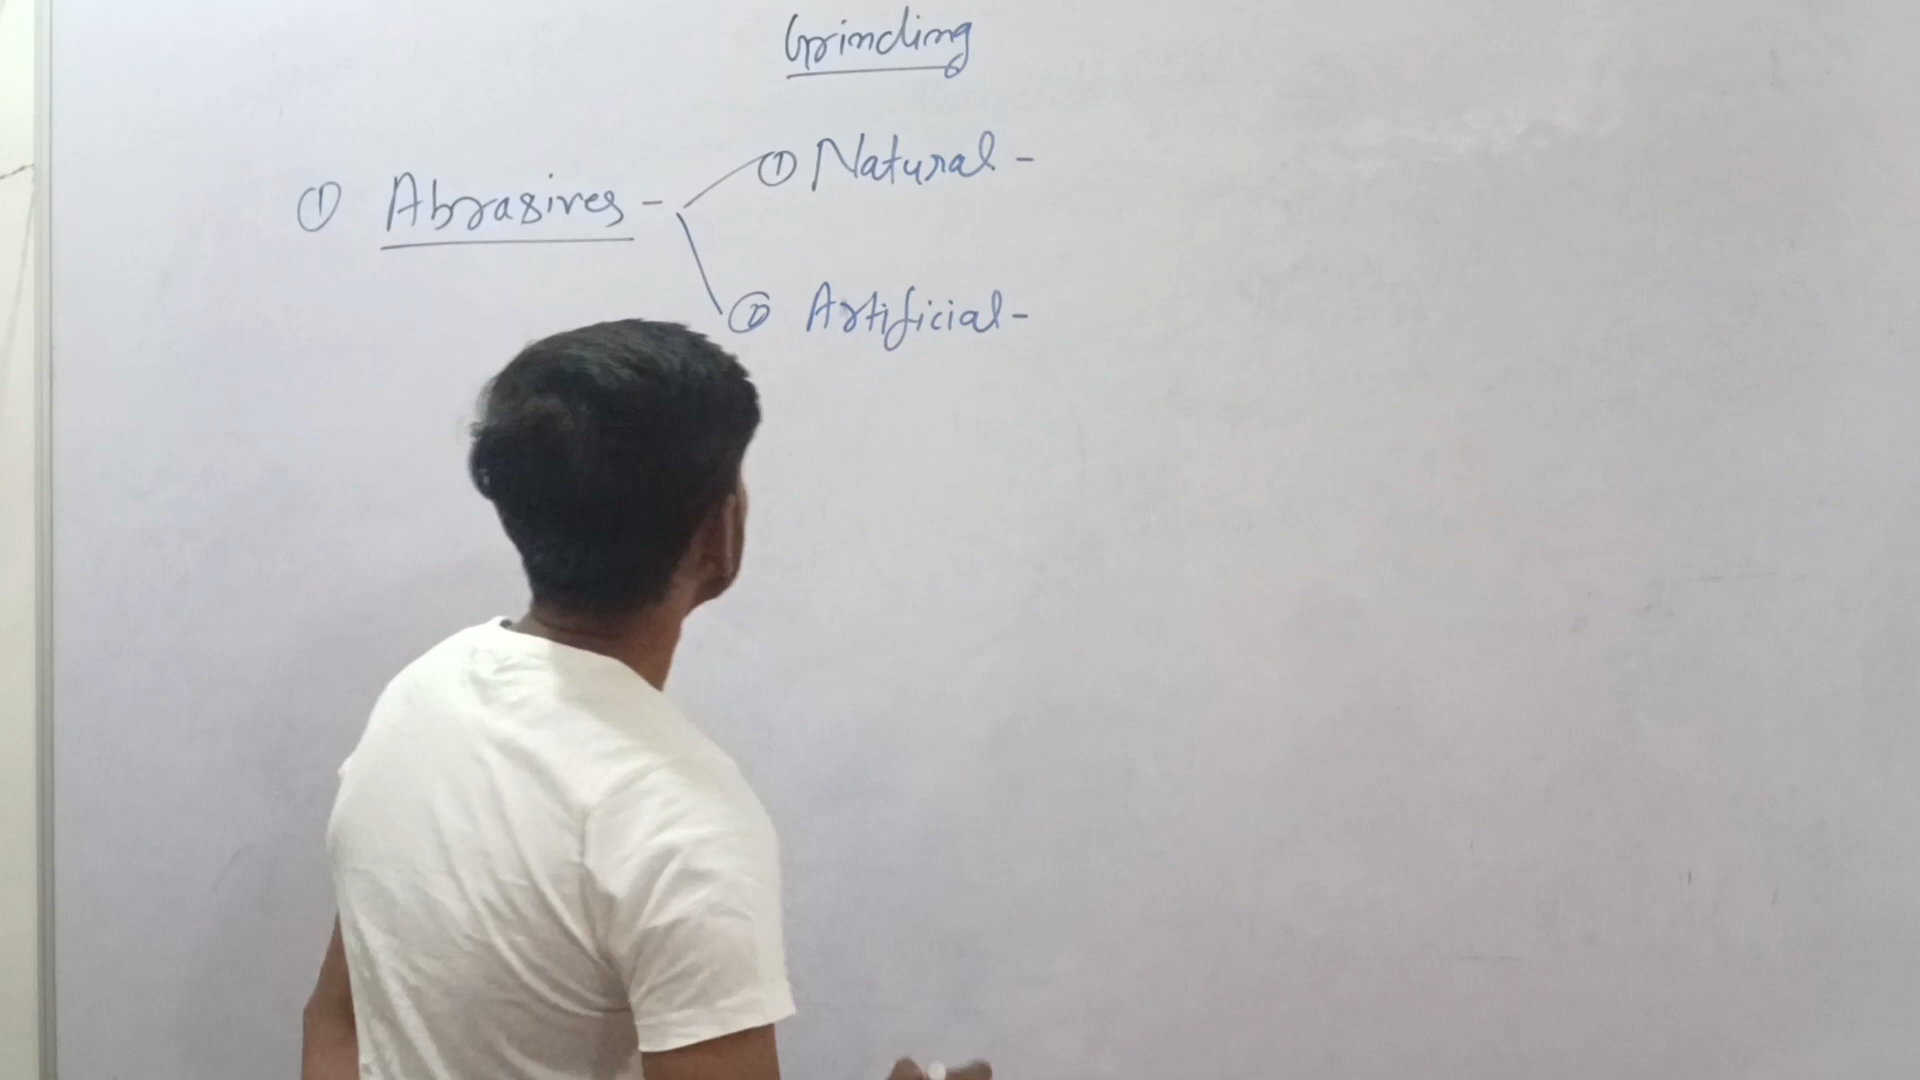 Grinding
① Abrasives - ① Natural -
② Artificial -